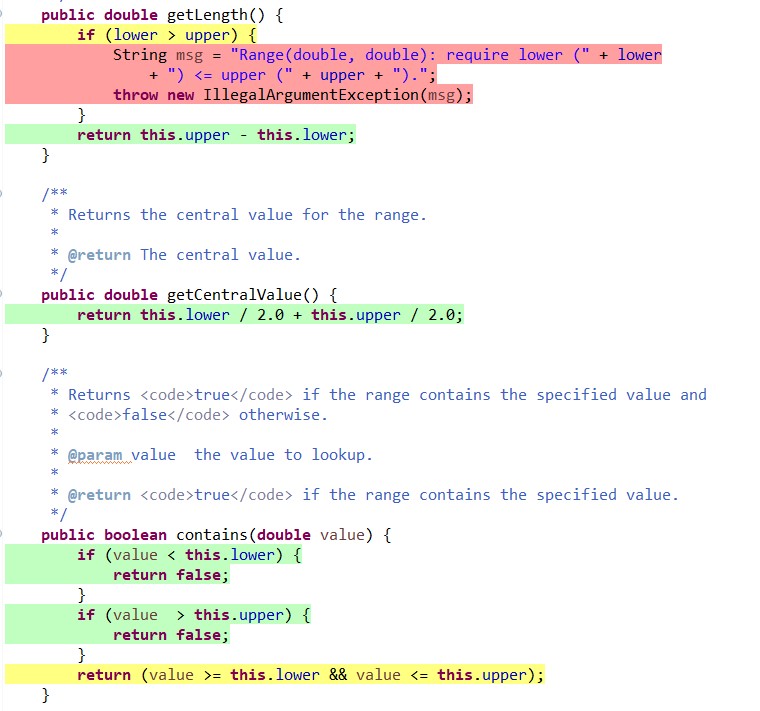 public double getLength() {
        if (lower > upper) {
            String msg = "Range(double, double): require lower (" + lower
                + ") <= upper (" + upper + ").";
            throw new IllegalArgumentException(msg);
        }
        return this.upper - this.lower;
    }

    /**
     * Returns the central value for the range.
     *
     * @return The central value.
     */
    public double getCentralValue() {
        return this.lower / 2.0 + this.upper / 2.0;
    }

    /**
     * Returns <code>true</code> if the range contains the specified value and
     * <code>false</code> otherwise.
     *
     * @param value  the value to lookup.
     *
     * @return <code>true</code> if the range contains the specified value.
     */
    public boolean contains(double value) {
        if (value < this.lower) {
            return false;
        }
        if (value  > this.upper) {
            return false;
        }
        return (value >= this.lower && value <= this.upper);
    }